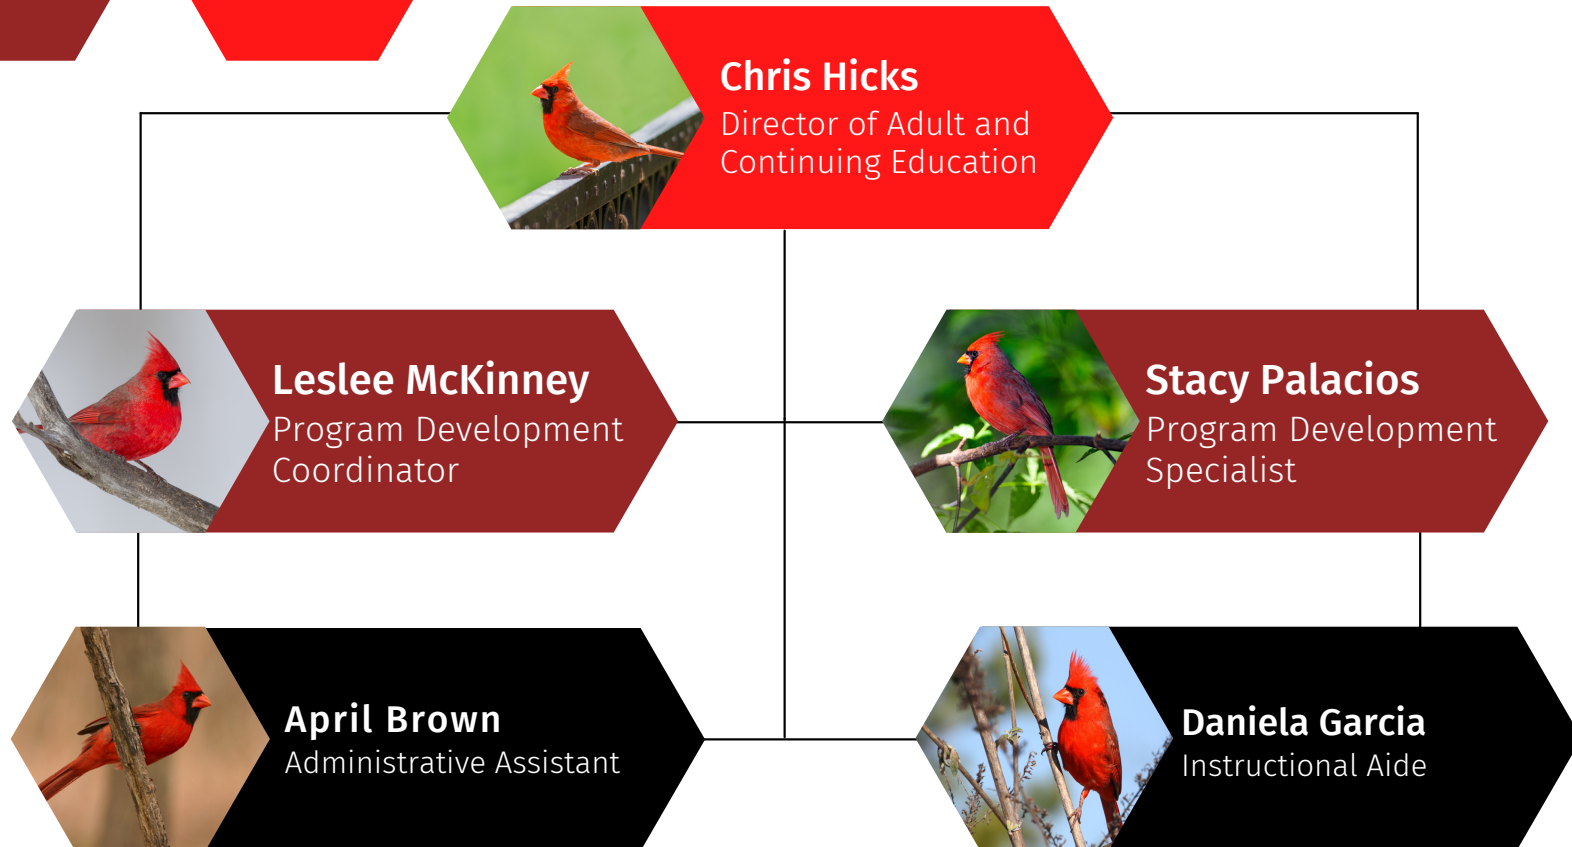 Chris Hicks
Director of Adult and
Continuing Education
Leslee McKinney
Program Development
Coordinator
Stacy Palacios
Program Development
Specialist
April Brown
Administrative Assistant
Daniela Garcia
Instructional Aide